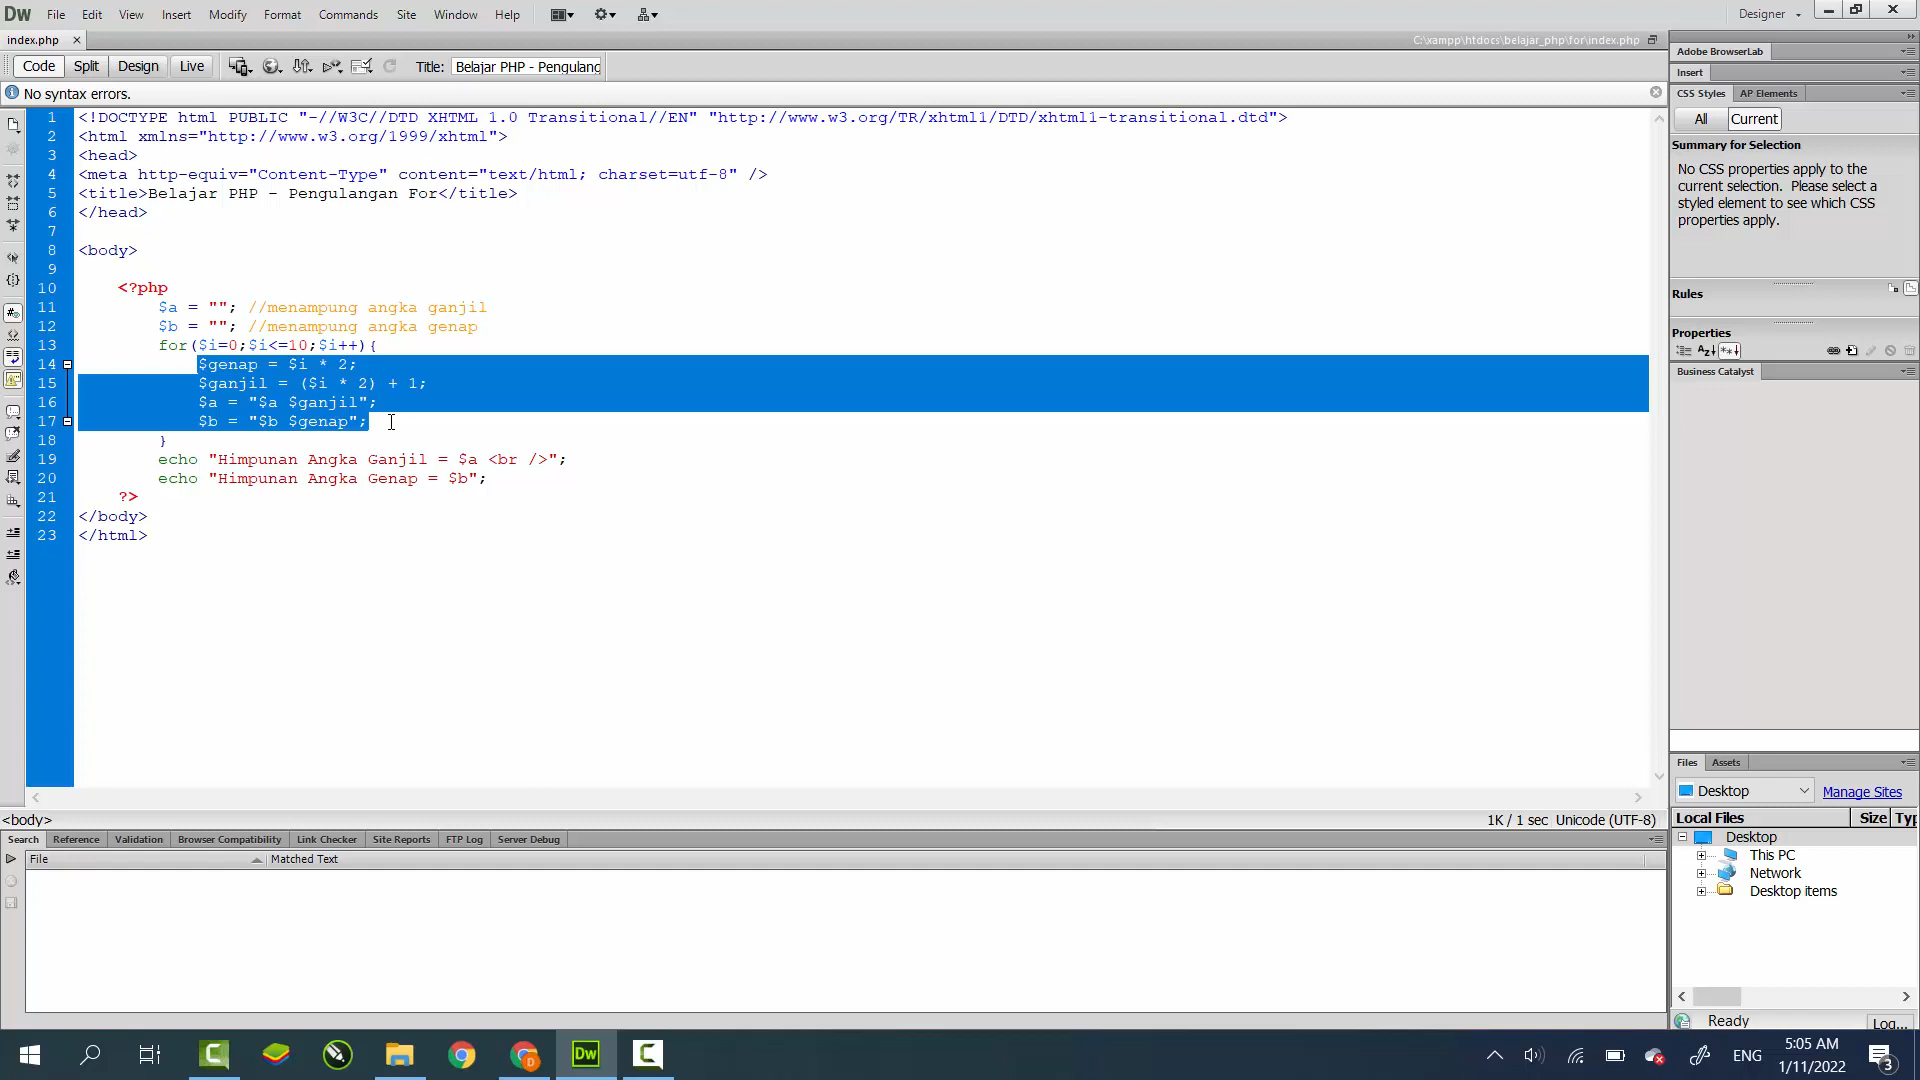 Dw File Edit View Insert Modify Format Commands Site Window Help Designer
index.php C:\xampp\htdocs\belajar_php\for\index.php
Code Split Design Live Title: Belajar PHP - Pengulang
No syntax errors.
1 <!DOCTYPE html PUBLIC "-//W3C//DTD XHTML 1.0 Transitional//EN" "http://www.w3.org/TR/xhtml1/DTD/xhtml1-transitional.dtd">
2 <html xmlns="http://www.w3.org/1999/xhtml">
3 <head>
4 <meta http-equiv="Content-Type" content="text/html; charset=utf-8" />
5 <title>Belajar PHP - Pengulangan For</title>
6 </head>
7
8 <body>
9
10 <?php
11 $a = ""; //menampung angka ganjil
12 $b = ""; //menampung angka genap
13 for($i=0;$i<=10;$i++){
14 $genap = $i * 2;
15 $ganjil = ($i * 2) + 1;
16 $a = "$a $ganjil";
17 $b = "$b $genap";
18 }
19 echo "Himpunan Angka Ganjil = $a <br />";
20 echo "Himpunan Angka Genap = $b";
21 ?>
22 </body>
23 </html>
<body> 1K / 1 sec Unicode (UTF-8)
Search Reference Validation Browser Compatibility Link Checker Site Reports FTP Log Server Debug
File Matched Text
Adobe BrowserLab
Insert
CSS Styles AP Elements
All Current
Summary for Selection
No CSS properties apply to the
current selection. Please select a
styled element to see which CSS
properties apply.
Rules
Properties
Az↓ **↓
Business Catalyst
Files Assets
Desktop Manage Sites
Local Files Size Typ
Desktop
This PC
Network
Desktop items
Ready Log...
Dw ENG 5:05 AM
1/11/2022 3